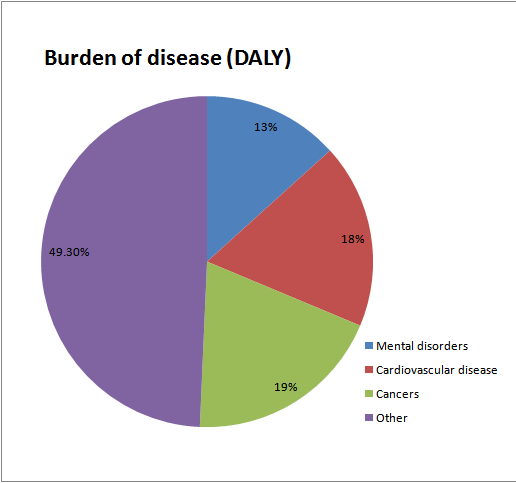 Burden of disease (DALY)
13%
18%
49.30%
19%
Mental disorders
Cardiovascular disease
Cancers
Other